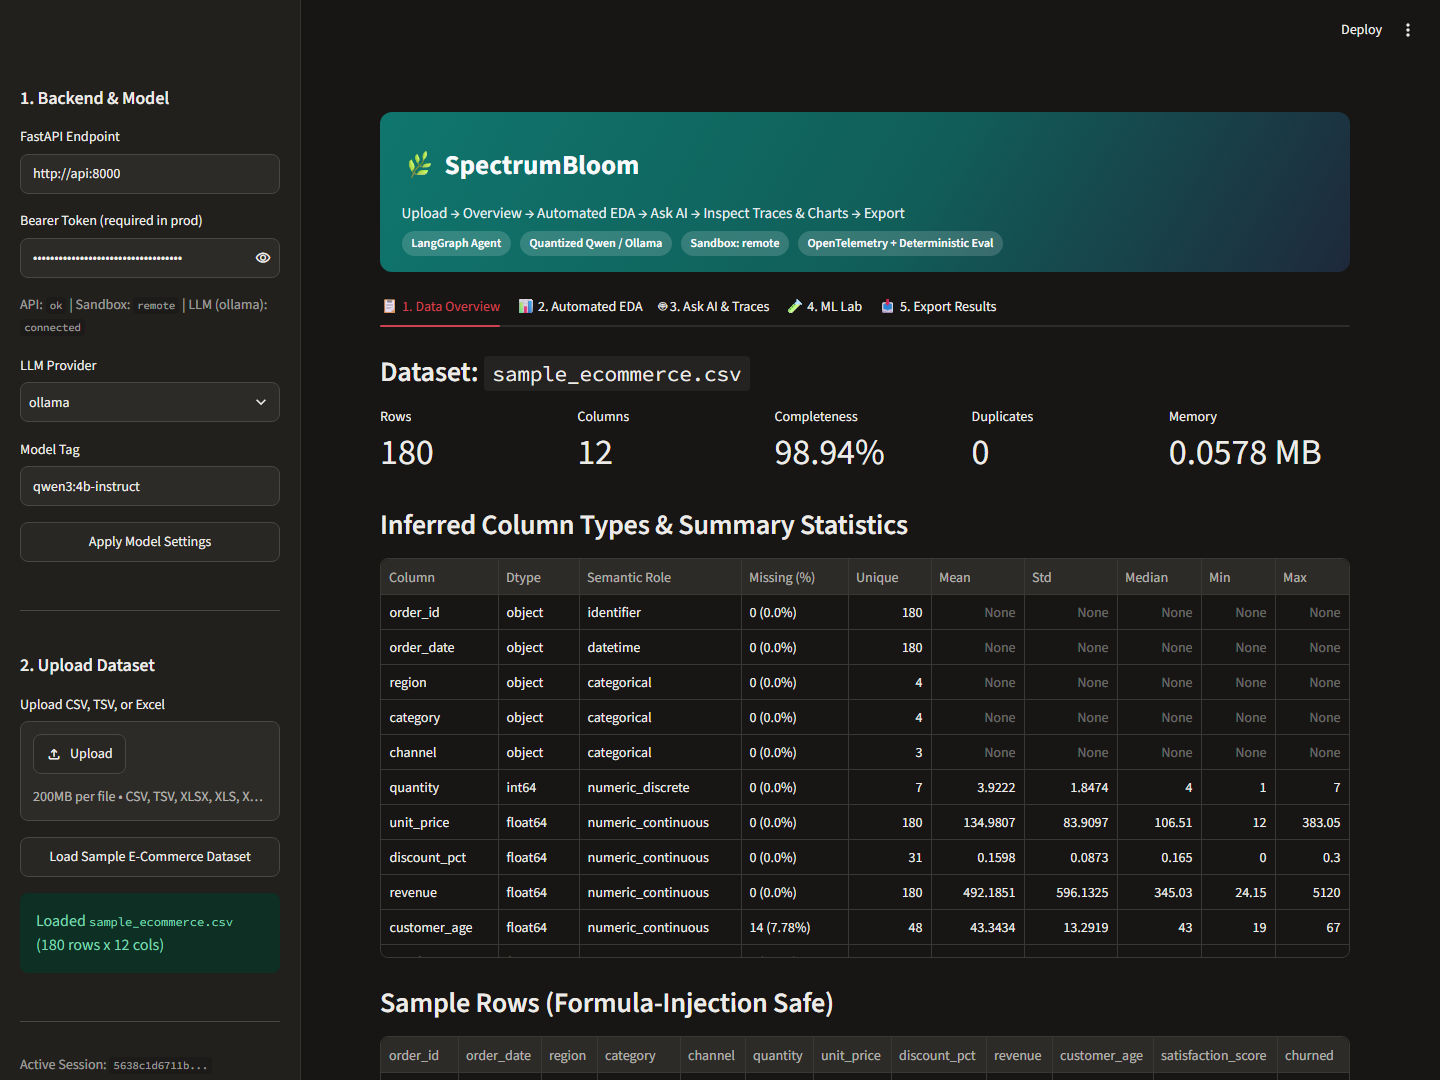 Deploy
1. Backend & Model
FastAPI Endpoint
http://api:8000
Bearer Token (required in prod)
••••••••••••••••••••••••••••••••••
API: ok | Sandbox: remote | LLM (ollama):
connected
LLM Provider
ollama
Model Tag
qwen3:4b-instruct
Apply Model Settings
2. Upload Dataset
Upload CSV, TSV, or Excel
Upload
200MB per file • CSV, TSV, XLSX, XLS, X...
Load Sample E-Commerce Dataset
Loaded sample_ecommerce.csv
(180 rows x 12 cols)
Active Session: 5638c1d6711b...
SpectrumBloom
Upload → Overview → Automated EDA → Ask AI → Inspect Traces & Charts → Export
LangGraph Agent Quantized Qwen / Ollama Sandbox: remote OpenTelemetry + Deterministic Eval
1. Data Overview 2. Automated EDA 3. Ask AI & Traces 4. ML Lab 5. Export Results
Dataset: sample_ecommerce.csv
Rows Columns Completeness Duplicates Memory
180 12 98.94% 0 0.0578 MB
Inferred Column Types & Summary Statistics
Column Dtype Semantic Role Missing (%) Unique Mean Std Median Min Max
order_id object identifier 0 (0.0%) 180 None None None None None
order_date object datetime 0 (0.0%) 180 None None None None None
region object categorical 0 (0.0%) 4 None None None None None
category object categorical 0 (0.0%) 4 None None None None None
channel object categorical 0 (0.0%) 3 None None None None None
quantity int64 numeric_discrete 0 (0.0%) 7 3.9222 1.8474 4 1 7
unit_price float64 numeric_continuous 0 (0.0%) 180 134.9807 83.9097 106.51 12 383.05
discount_pct float64 numeric_continuous 0 (0.0%) 31 0.1598 0.0873 0.165 0 0.3
revenue float64 numeric_continuous 0 (0.0%) 180 492.1851 596.1325 345.03 24.15 5120
customer_age float64 numeric_continuous 14 (7.78%) 48 43.3434 13.2919 43 19 67
Sample Rows (Formula-Injection Safe)
order_id order_date region category channel quantity unit_price discount_pct revenue customer_age satisfaction_score churned